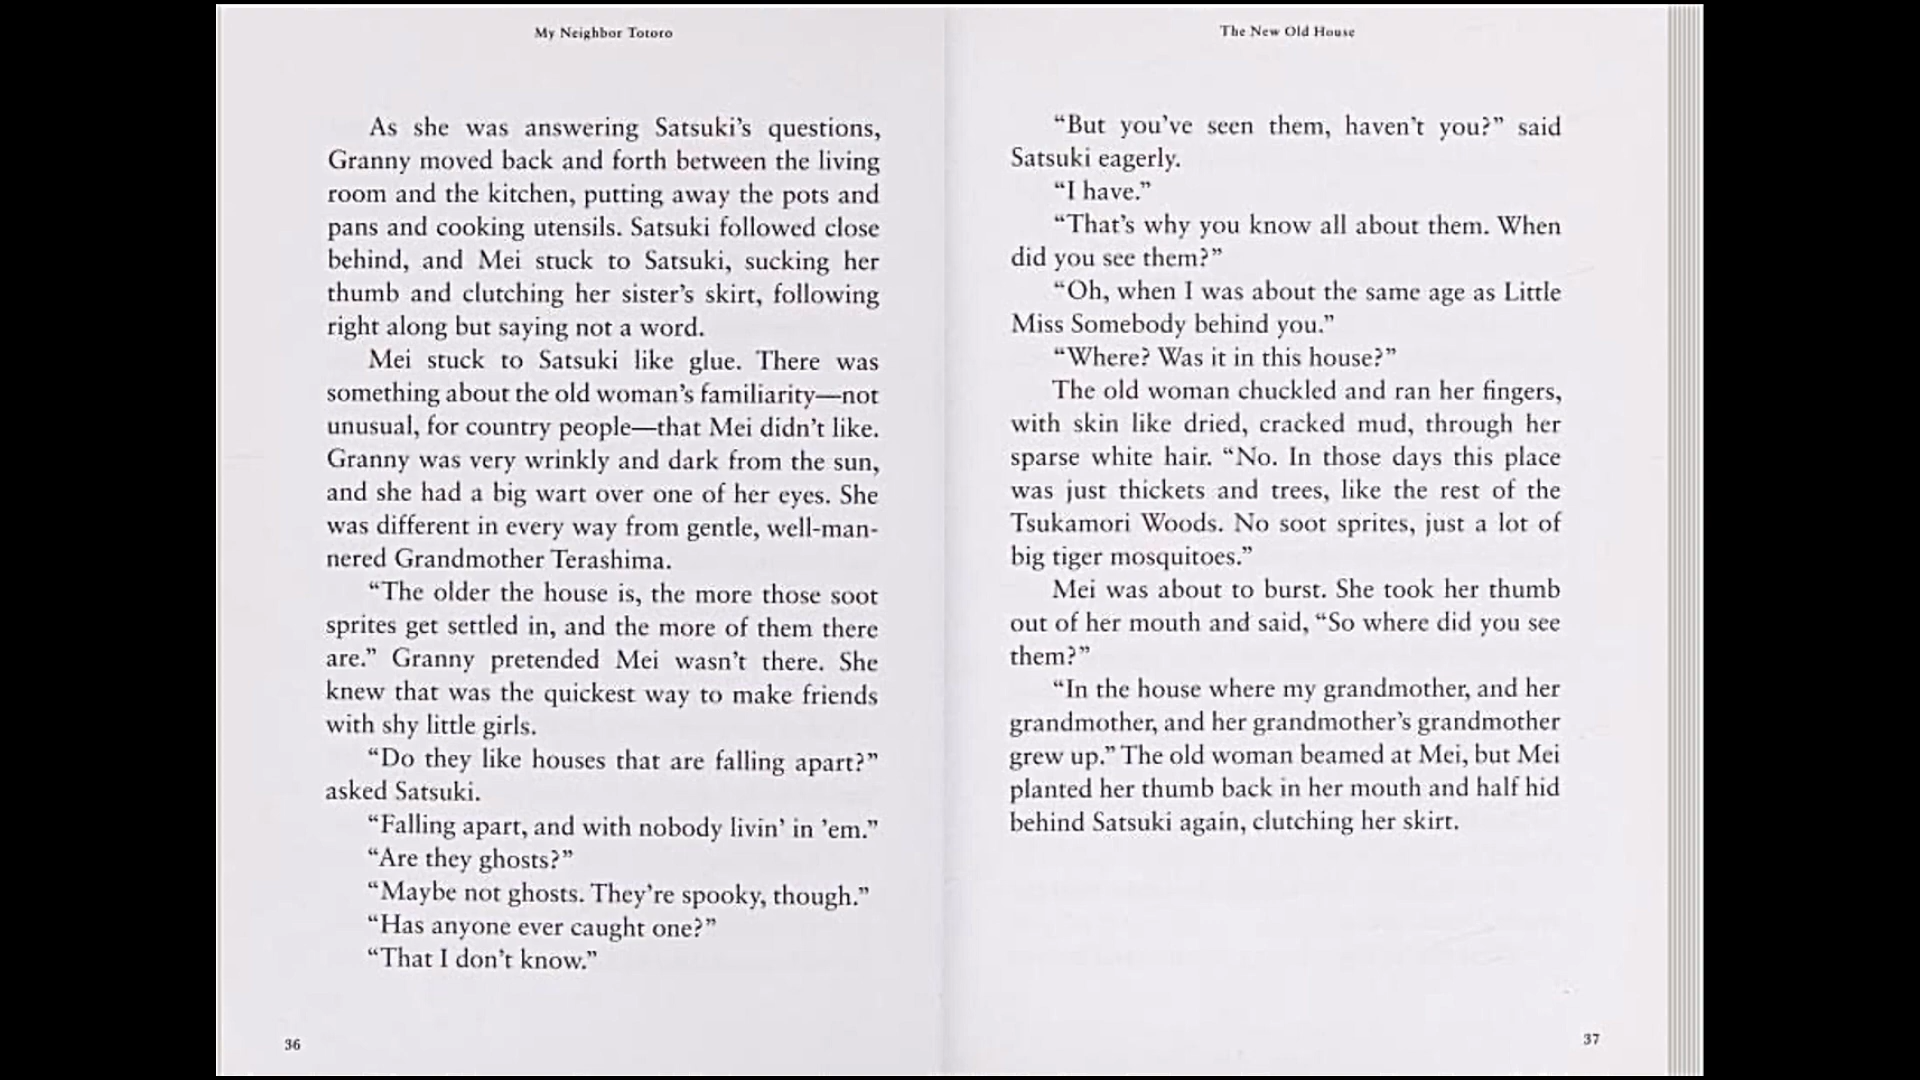 My Neighbor Totoro
As she was answering Satsuki's questions,
Granny moved back and forth between the living
room and the kitchen, putting away the pots and
pans and cooking utensils. Satsuki followed close
behind, and Mei stuck to Satsuki, sucking her
thumb and clutching her sister's skirt, following
right along but saying not a word.
Mei stuck to Satsuki like glue. There was
something about the old woman's familiarity—not
unusual, for country people—that Mei didn't like.
Granny was very wrinkly and dark from the sun,
and she had a big wart over one of her eyes. She
was different in every way from gentle, well-man-
nered Grandmother Terashima.
“The older the house is, the more those soot
sprites get settled in, and the more of them there
are.” Granny pretended Mei wasn't there. She
knew that was the quickest way to make friends
with shy little girls.
“Do they like houses that are falling apart?”
asked Satsuki.
“Falling apart, and with nobody livin' in 'em.”
“Are they ghosts?”
“Maybe not ghosts. They're spooky, though.”
“Has anyone ever caught one?”
“That I don't know.”
36
The New Old House
“But you've seen them, haven't you?” said
Satsuki eagerly.
“I have.”
“That's why you know all about them. When
did you see them?”
“Oh, when I was about the same age as Little
Miss Somebody behind you.”
“Where? Was it in this house?”
The old woman chuckled and ran her fingers,
with skin like dried, cracked mud, through her
sparse white hair. “No. In those days this place
was just thickets and trees, like the rest of the
Tsukamori Woods. No soot sprites, just a lot of
big tiger mosquitoes.”
Mei was about to burst. She took her thumb
out of her mouth and said, “So where did you see
them?”
“In the house where my grandmother, and her
grandmother, and her grandmother's grandmother
grew up.” The old woman beamed at Mei, but Mei
planted her thumb back in her mouth and half hid
behind Satsuki again, clutching her skirt.
37